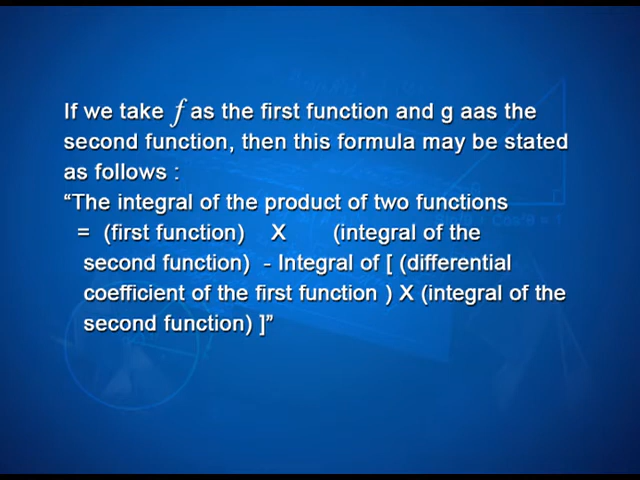 If we take f as the first function and g aas the
second function, then this formula may be stated
as follows :
“The integral of the product of two functions
= (first function) X (integral of the
second function) - Integral of [ (differential
coefficient of the first function ) X (integral of the
second function) ]”